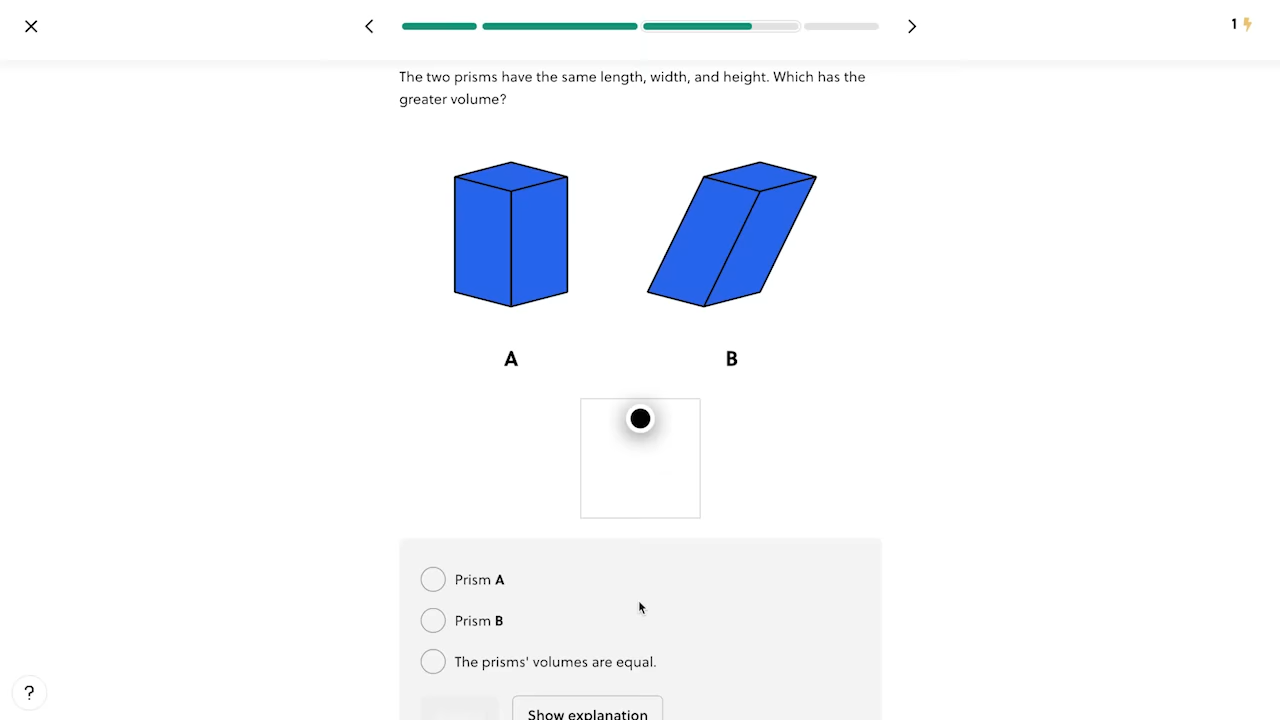 1
The two prisms have the same length, width, and height. Which has the
greater volume?
A
B
Prism A
Prism B
The prisms' volumes are equal.
Show explanation
?